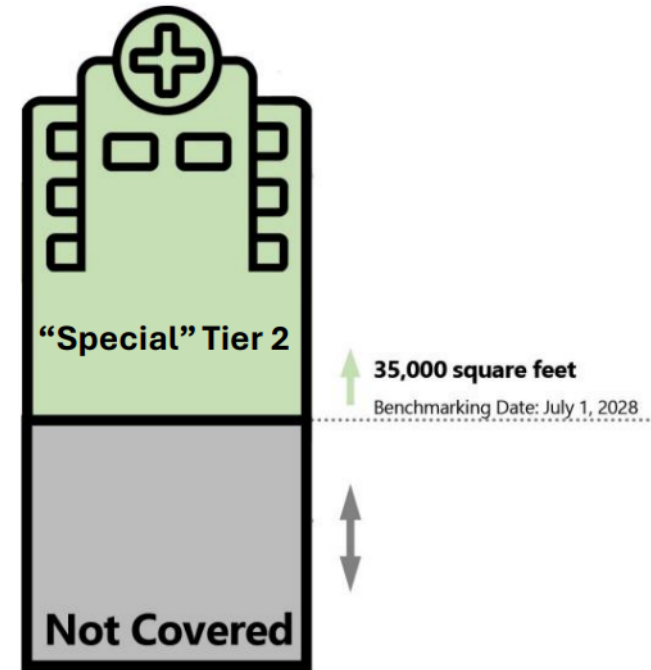 “Special” Tier 2
35,000 square feet
Benchmarking Date: July 1, 2028
Not Covered